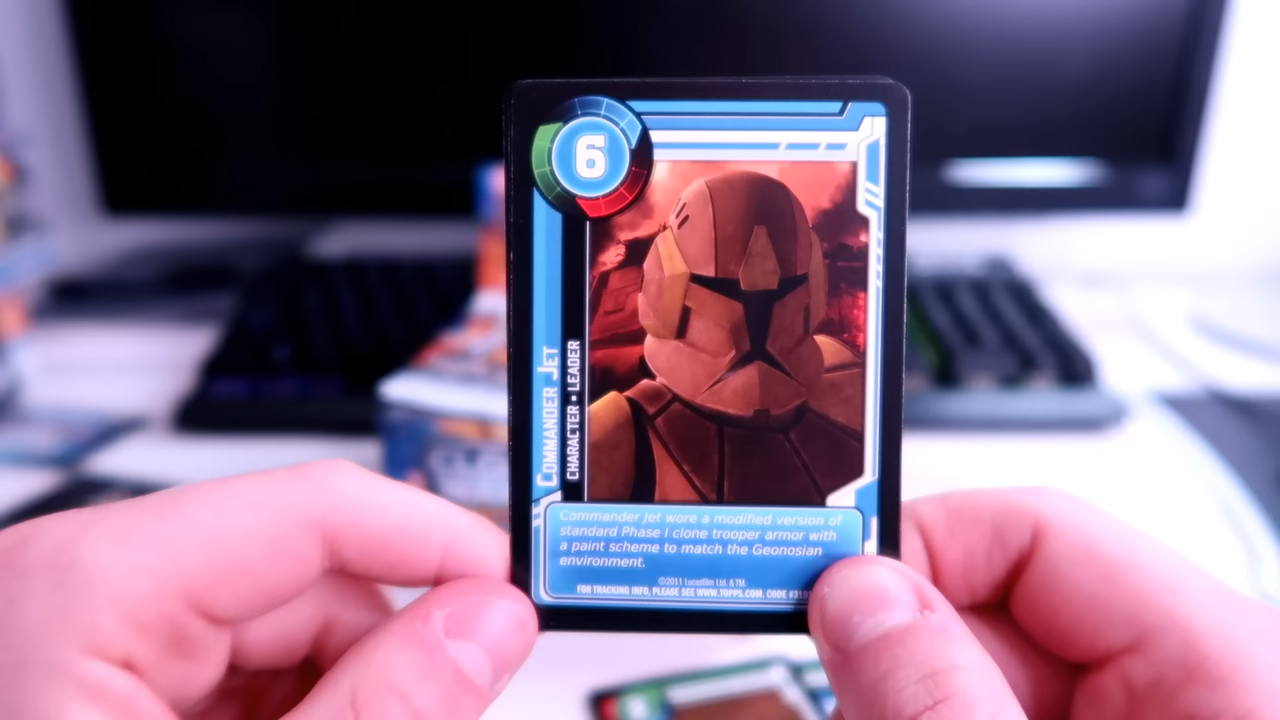 6
COMMANDER JET
CHARACTER • LEADER
Commander Jet wore a modified version of
standard Phase I clone trooper armor with
a paint scheme to match the Geonosian
environment.
©2011 Lucasfilm Ltd. & TM.
FOR TRACKING INFO, PLEASE SEE WWW.TOPPS.COM. CODE